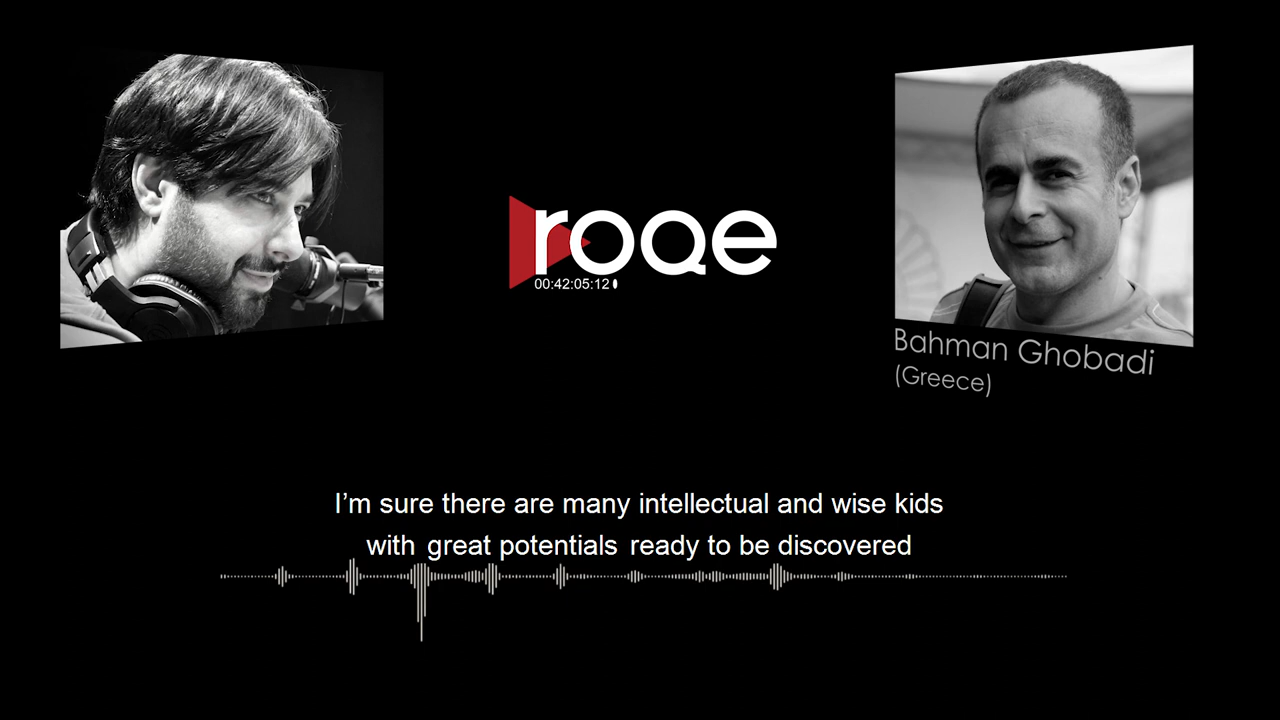 roqe
00:42:05:12
Bahman Ghobadi
(Greece)
I’m sure there are many intellectual and wise kids
with great potentials ready to be discovered